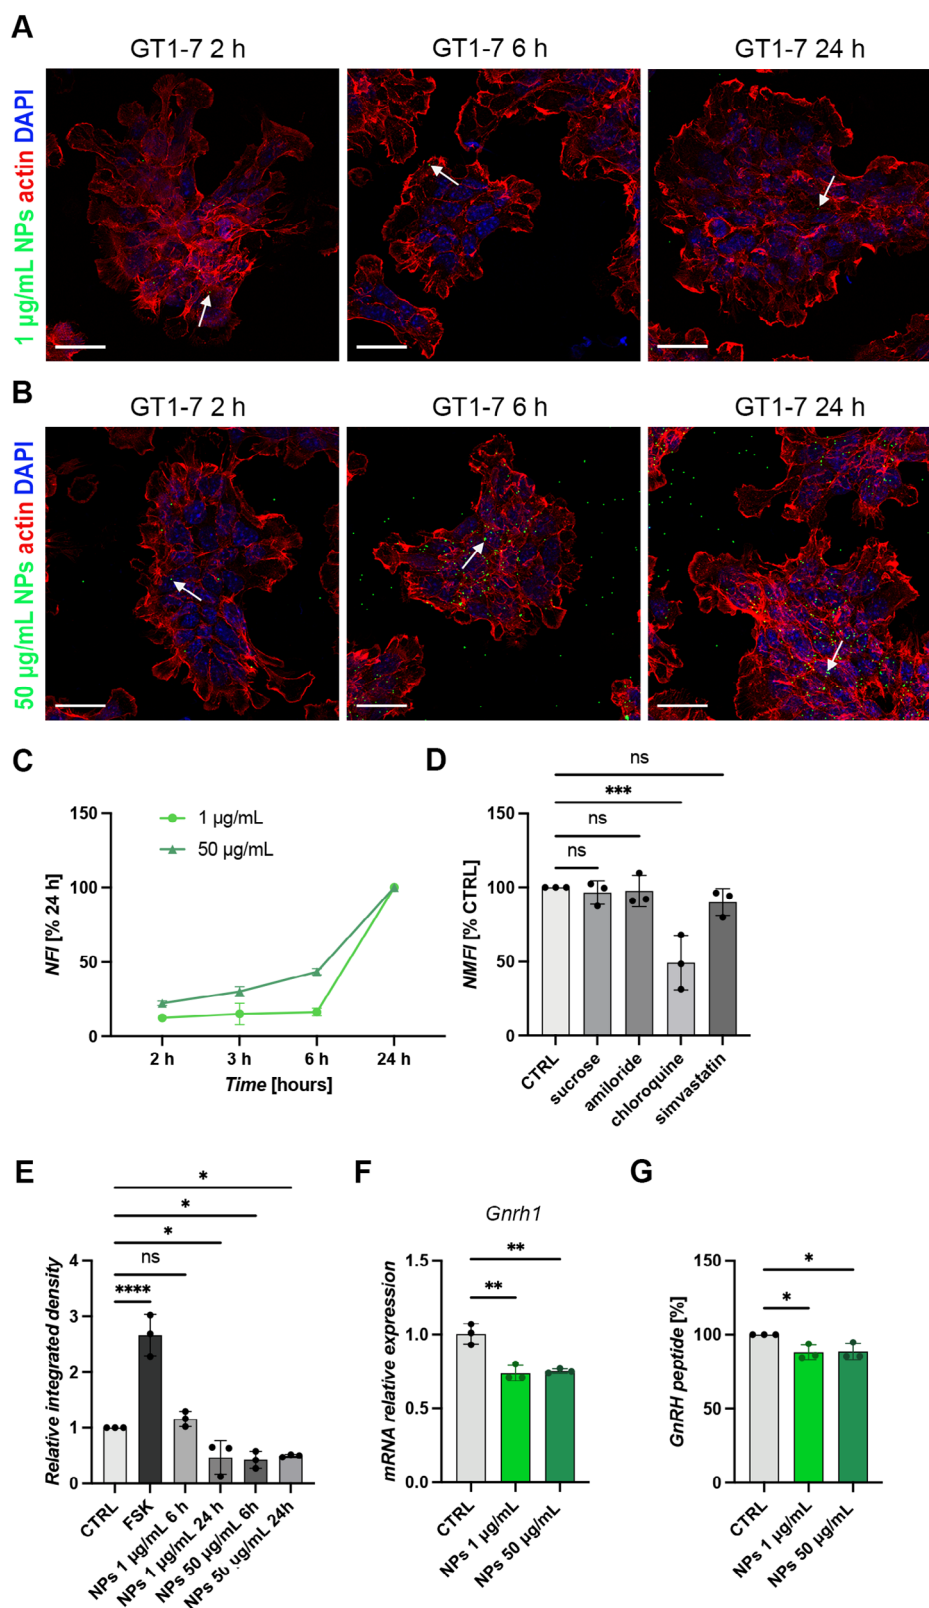 A
GT1-7 2 h
GT1-7 6 h
GT1-7 24 h
1 µg/mL NPs actin DAPI
B
GT1-7 2 h
GT1-7 6 h
GT1-7 24 h
50 µg/mL NPs actin DAPI
C
NFI [% 24 h]
150
100
50
0
1 µg/mL
50 µg/mL
2 h
3 h
6 h
24 h
Time [hours]
D
NMFI [% CTRL]
150
100
50
0
ns
***
ns
ns
CTRL
sucrose
amiloride
chloroquine
simvastatin
E
Relative integrated density
4
3
2
1
0
*
*
*
ns
****
CTRL
FSK
NPs 1 µg/mL 6 h
NPs 1 µg/mL 24 h
NPs 50 µg/mL 6h
NPs 50 µg/mL 24h
F
Gnrh1
mRNA relative expression
1.5
1.0
0.5
0.0
**
**
CTRL
NPs 1 µg/mL
NPs 50 µg/mL
G
GnRH peptide [%]
150
100
50
0
*
*
CTRL
NPs 1 µg/mL
NPs 50 µg/mL